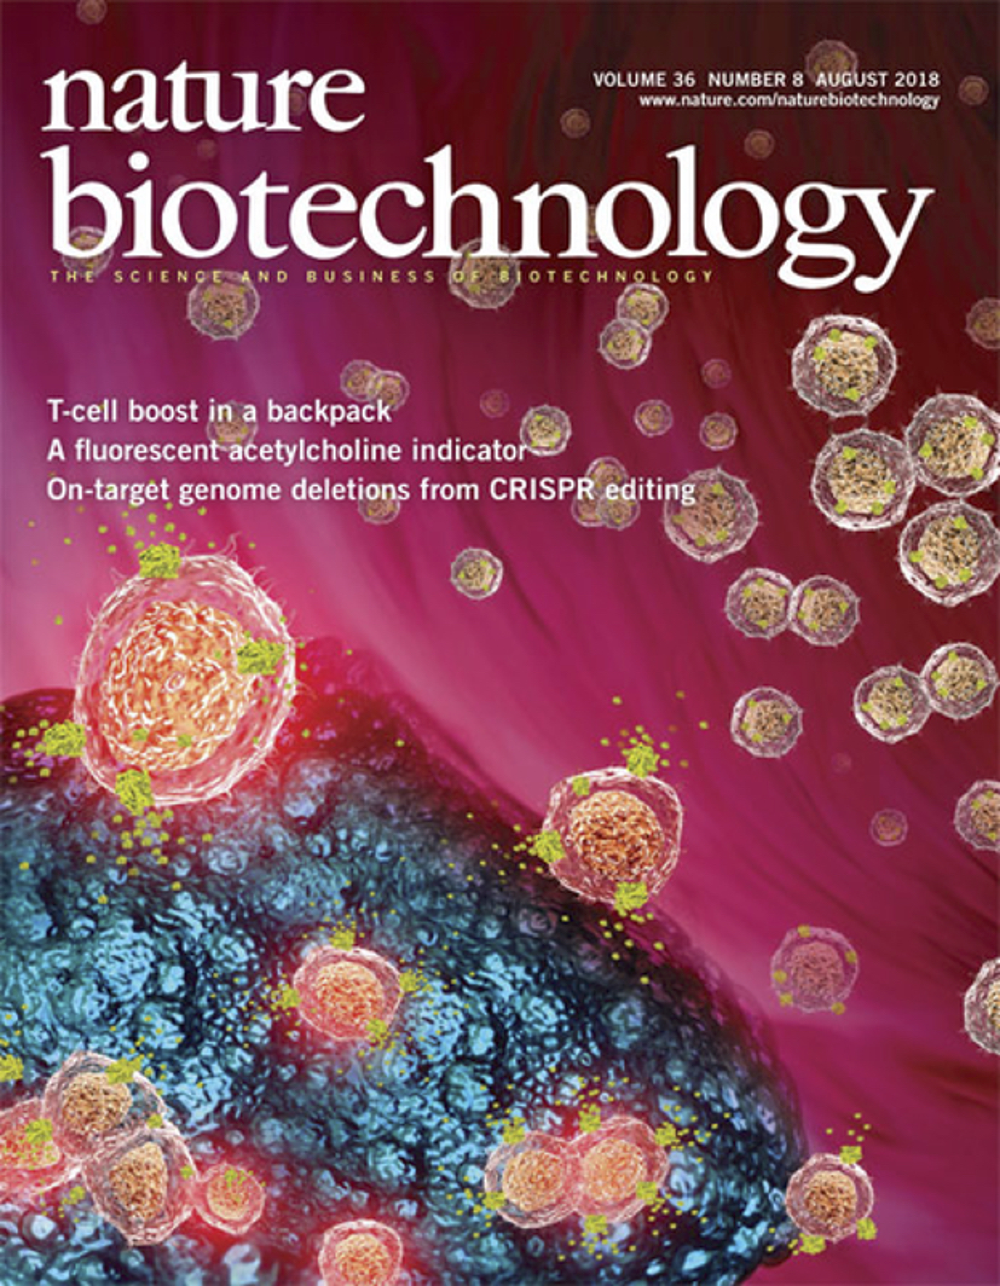 nature
VOLUME 36 NUMBER 8 AUGUST 2018
www.nature.com/naturebiotechnology
biotechnology
THE SCIENCE AND BUSINESS OF BIOTECHNOLOGY
T-cell boost in a backpack
A fluorescent acetylcholine indicator
On-target genome deletions from CRISPR editing